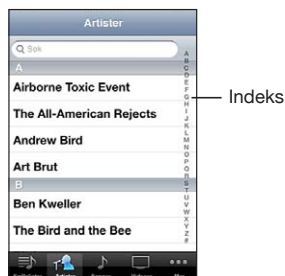 Artister
Søk
A
Airborne Toxic Event
The All-American Rejects
Andrew Bird
Art Brut
B
Ben Kweller
The Bird and the Bee
A
B
C
D
E
F
G
H
I
J
K
L
M
N
O
P
Q
R
S
T
U
V
W
X
Y
Z
#
Indeks
Artister